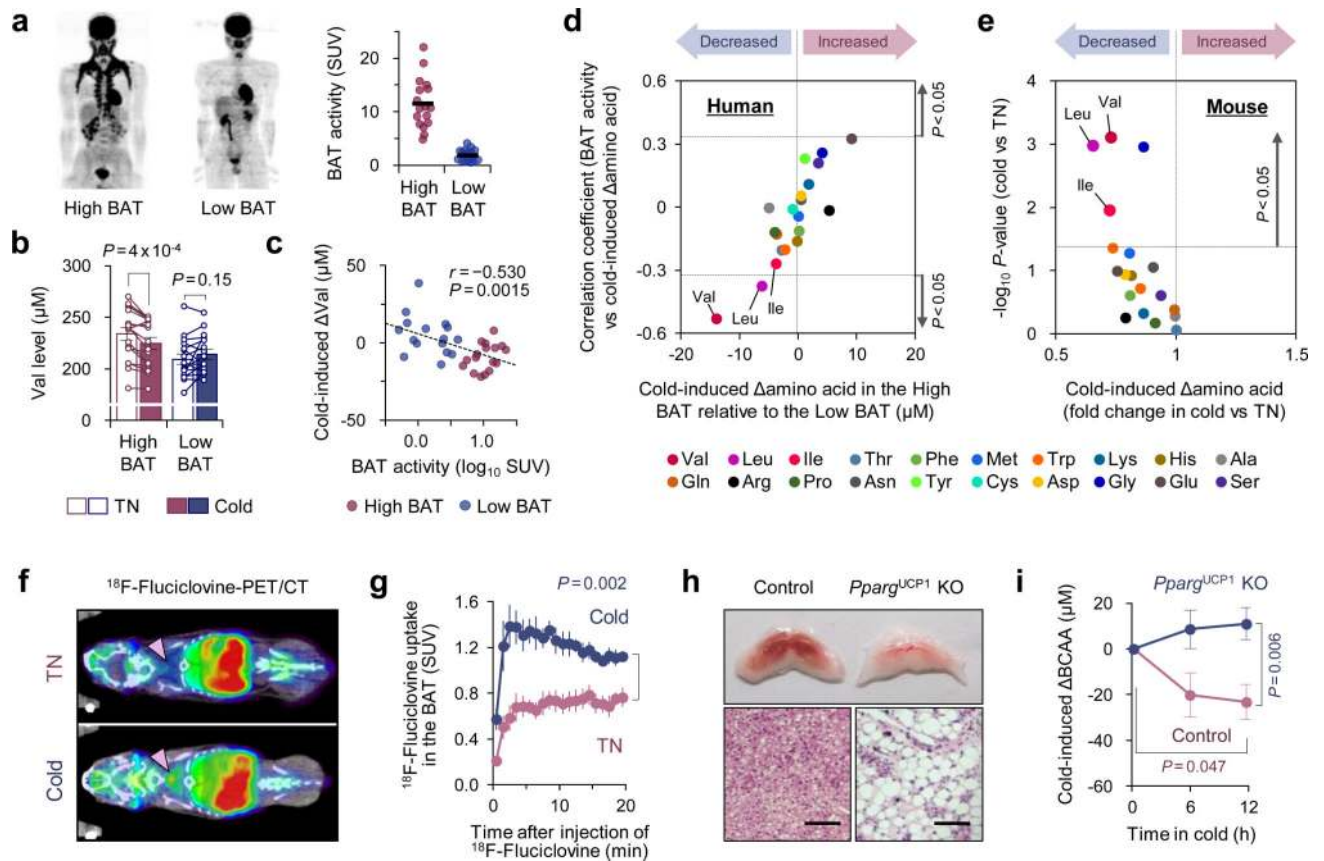 a
High BAT
Low BAT
BAT activity (SUV)
30
20
10
0
High
BAT
Low
BAT
b
P = 4 x 10⁻⁴
P = 0.15
Val level (µM)
300
250
200
0
High
BAT
Low
BAT
TN
Cold
c
Cold-induced ΔVal (µM)
r = −0.530
P = 0.0015
50
0
-50
0.0
1.0
BAT activity (log₁₀ SUV)
High BAT
Low BAT
d
Decreased
Increased
Correlation coefficient (BAT activity
vs cold-induced Δamino acid)
0.6
0.3
0
-0.3
-0.6
Human
Val
Leu
Ile
P < 0.05
P < 0.05
-20
-10
0
10
20
Cold-induced Δamino acid in the High
BAT relative to the Low BAT (µM)
e
Decreased
Increased
-log₁₀ P-value (cold vs TN)
4
3
2
1
0
Mouse
Val
Leu
Ile
P < 0.05
0.5
1
1.5
Cold-induced Δamino acid
(fold change in cold vs TN)
Val Leu Ile Thr Phe Met Trp Lys His Ala
Gln Arg Pro Asn Tyr Cys Asp Gly Glu Ser
f
¹⁸F-Fluciclovine-PET/CT
TN
Cold
g
¹⁸F-Fluciclovine uptake
in the BAT (SUV)
P = 0.002
Cold
TN
1.6
1.2
0.8
0.4
0.0
0
10
20
Time after injection of
¹⁸F-Fluciclovine (min)
h
Control
Pparg^UCP1 KO
i
Pparg^UCP1 KO
Cold-induced ΔBCAA (µM)
20
0
-20
-40
-60
P = 0.006
Control
P = 0.047
0
6
12
Time in cold (h)